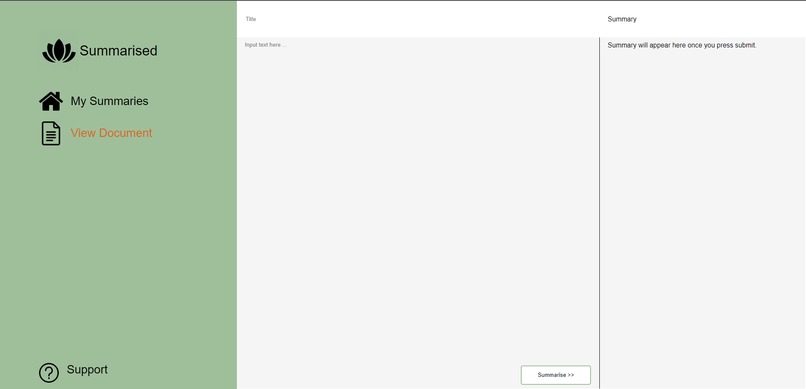 Summarised
My Summaries
View Document
Support
Title
Input text here ...
Summarise >>
Summary
Summary will appear here once you press submit.